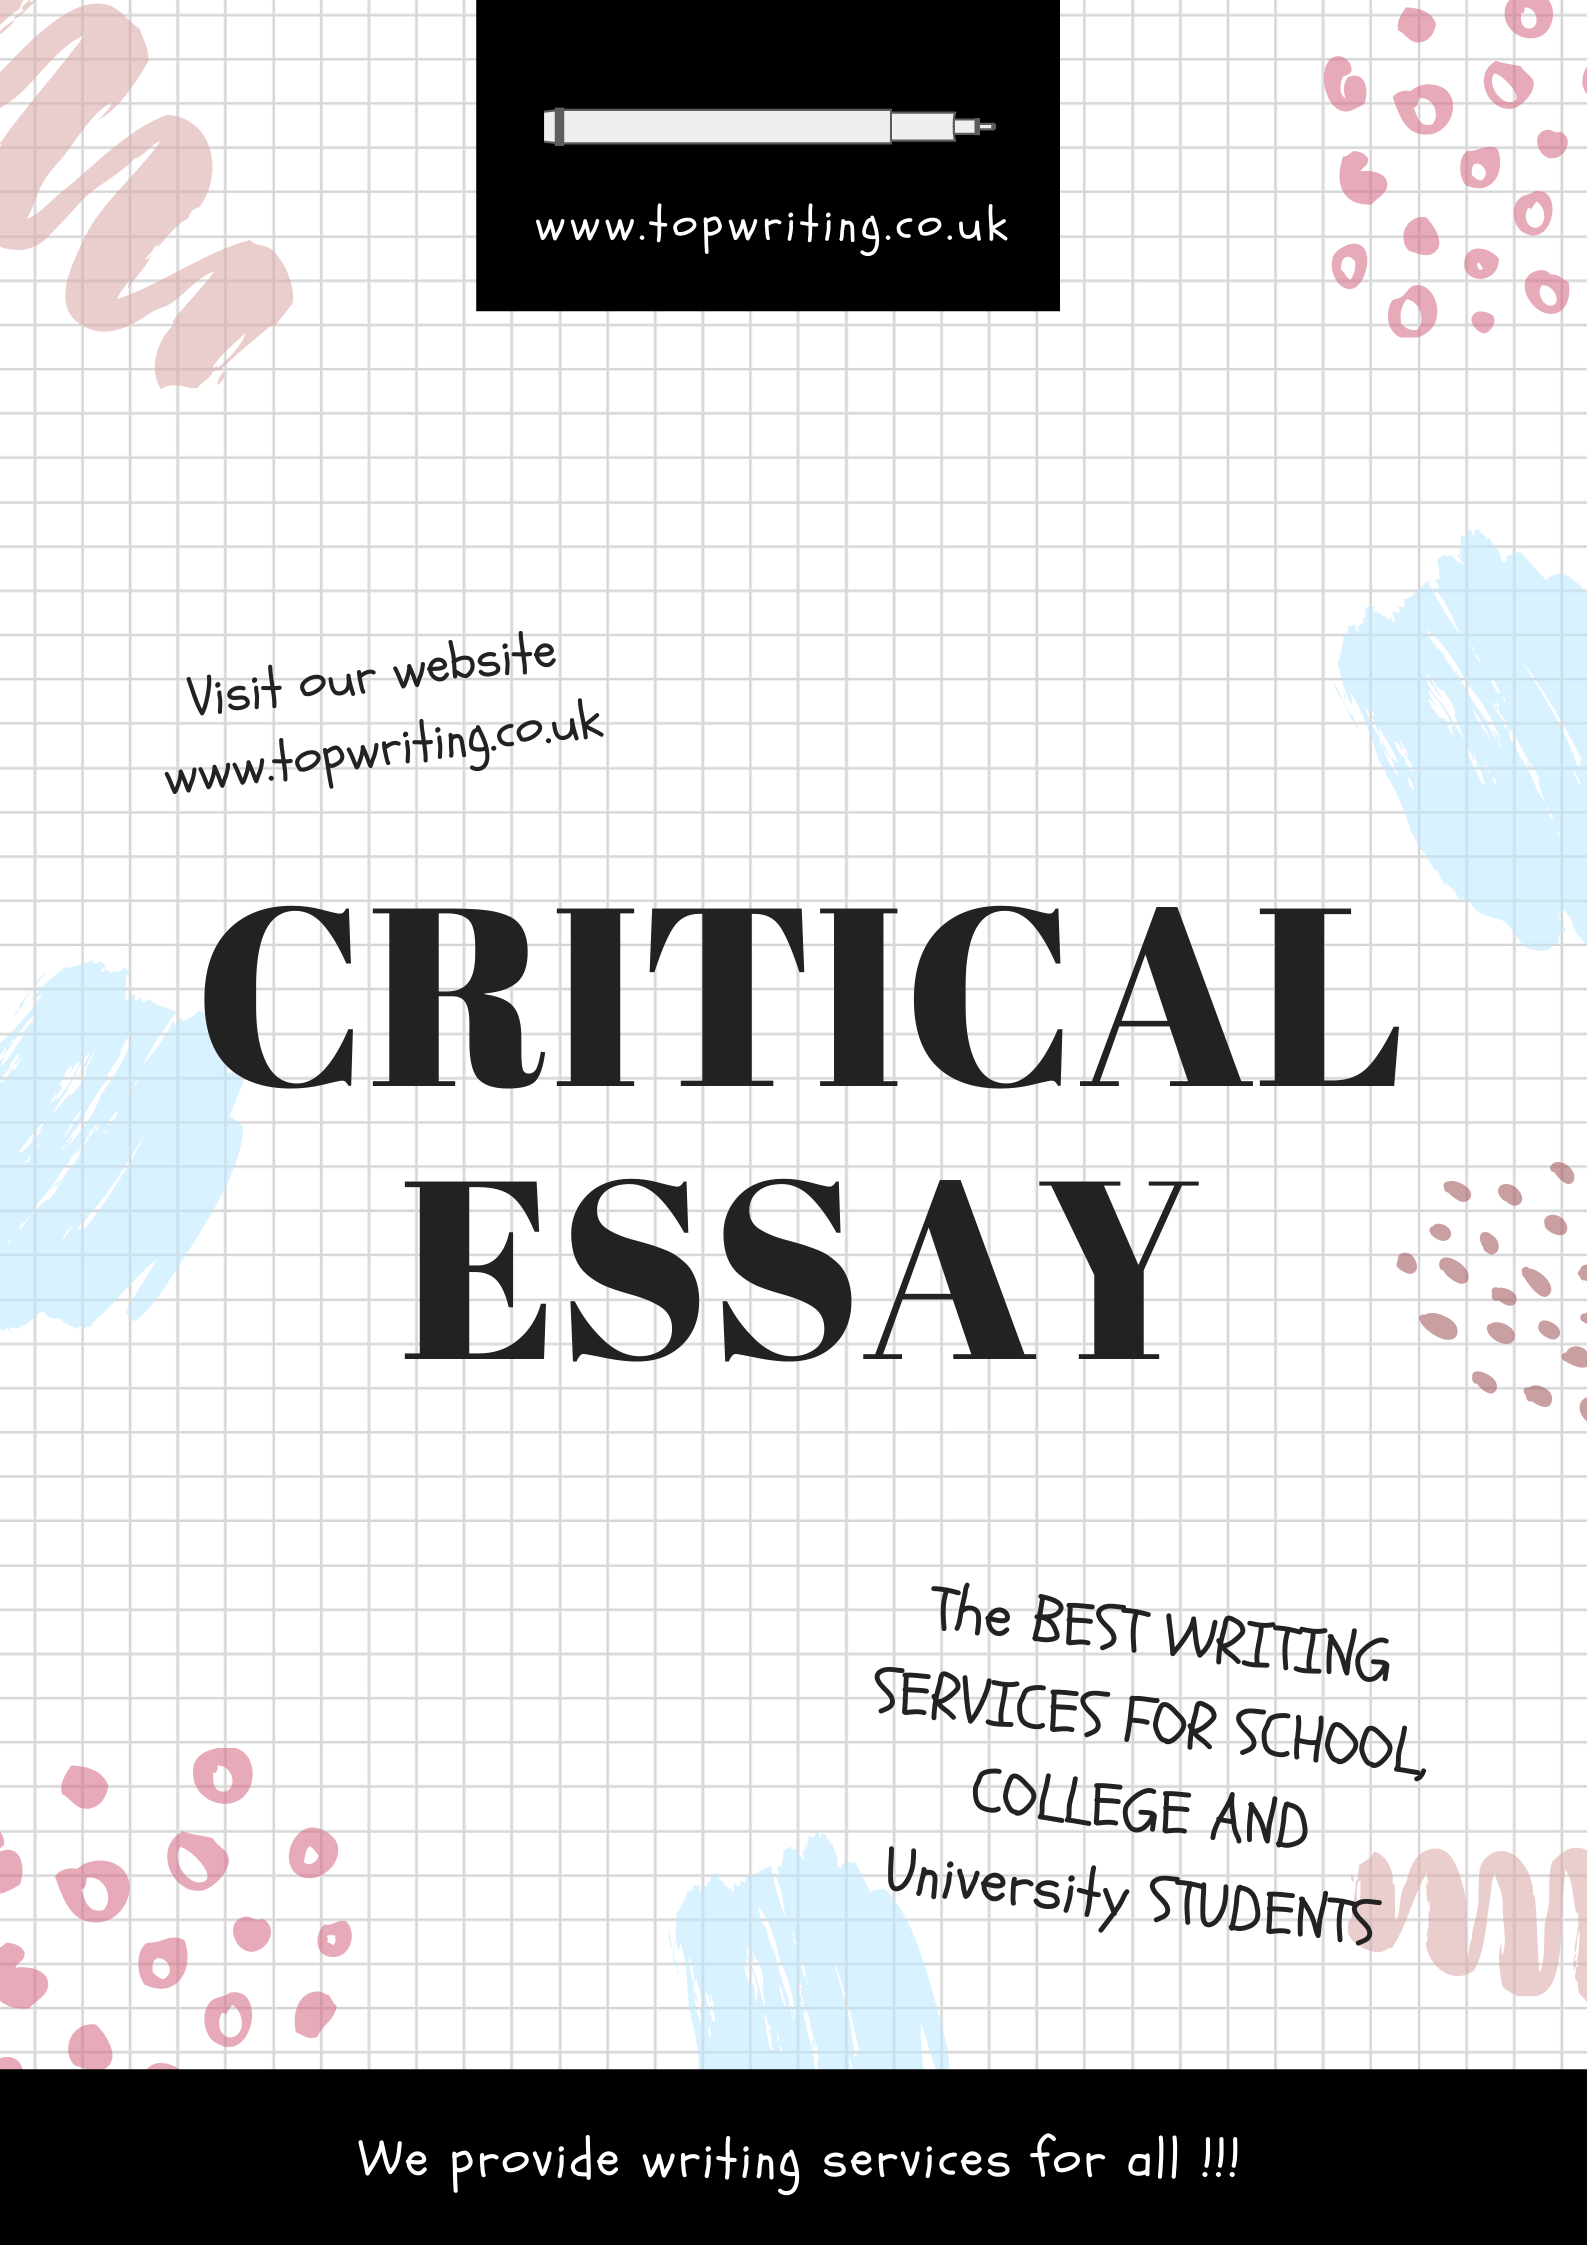 www.topwriting.co.uk
Visit our website
www.topwriting.co.uk
CRITICAL
ESSAY
The BEST WRITING
SERVICES FOR SCHOOL,
COLLEGE AND
University STUDENTS
We provide writing services for all !!!